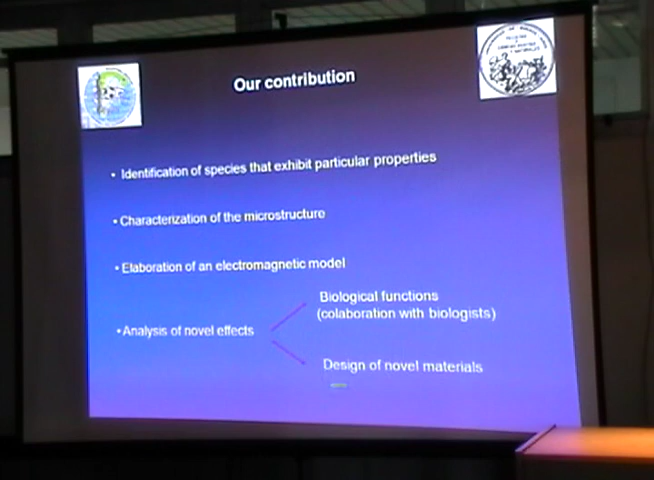 Our contribution
• Identification of species that exhibit particular properties
• Characterization of the microstructure
• Elaboration of an electromagnetic model
Biological functions
(colaboration with biologists)
• Analysis of novel effects
Design of novel materials